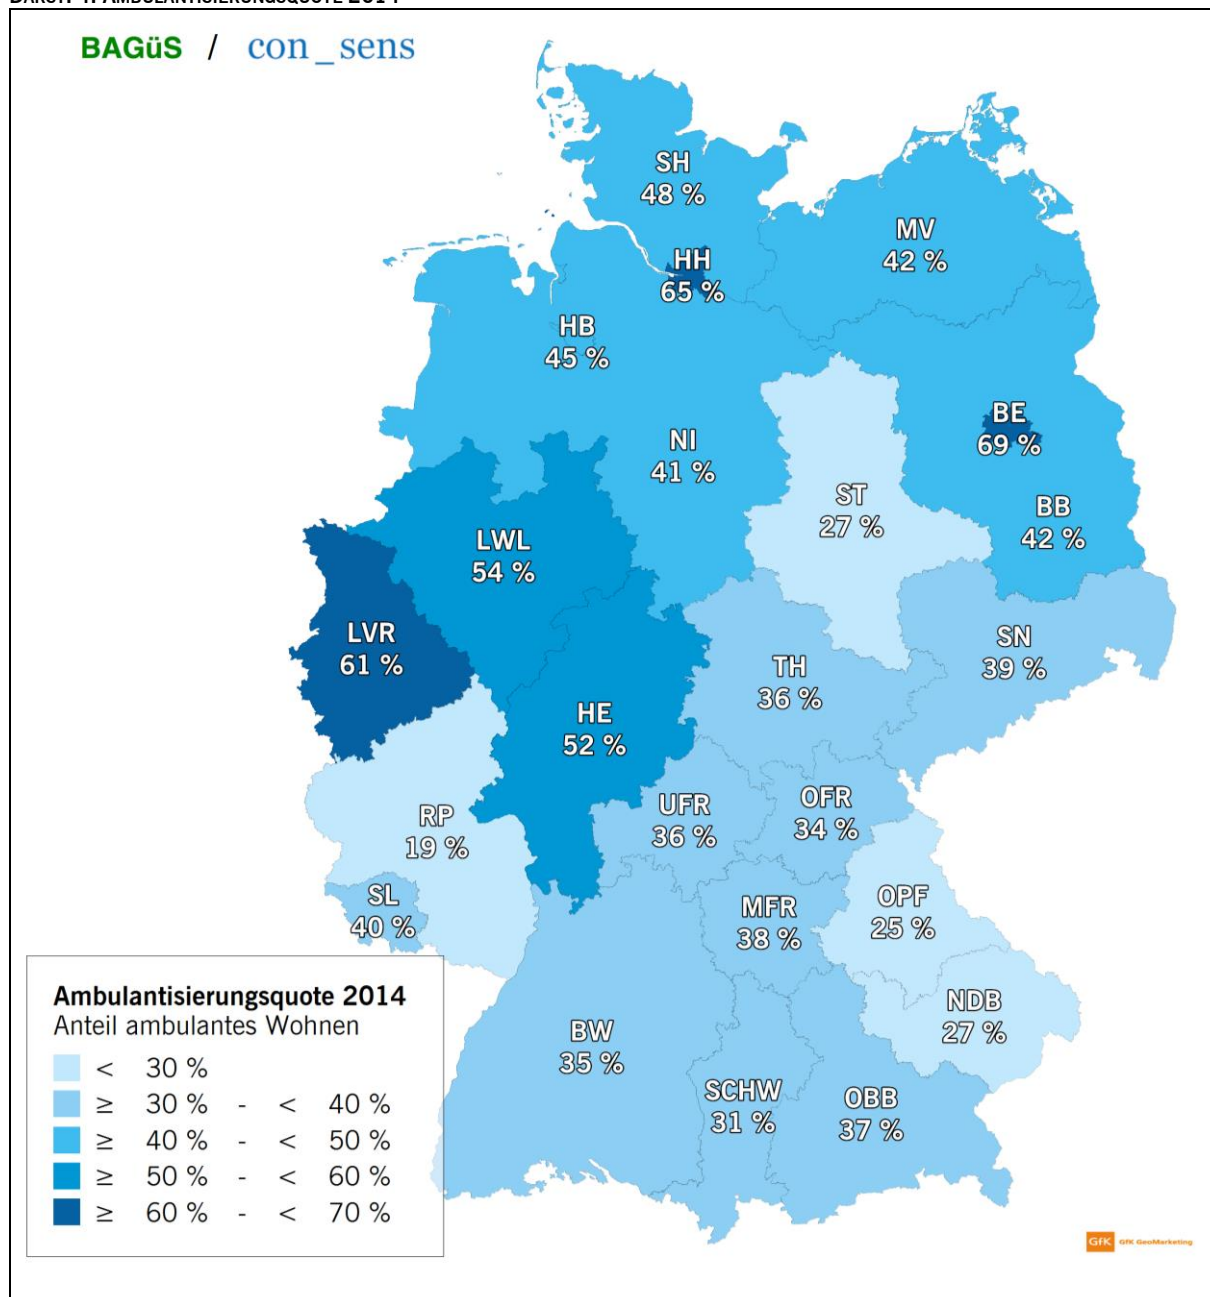 BAGüS / con_sens
SH
48 %
MV
42 %
HH
65 %
HB
45 %
BE
69 %
NI
41 %
ST
27 %
BB
42 %
LWL
54 %
LVR
61 %
SN
39 %
TH
36 %
HE
52 %
UFR
36 %
OFR
34 %
RP
19 %
SL
40 %
MFR
38 %
OPF
25 %
NDB
27 %
BW
35 %
SCHW
31 %
OBB
37 %
Ambulantisierungsquote 2014
Anteil ambulantes Wohnen
< 30 %
≥ 30 % - < 40 %
≥ 40 % - < 50 %
≥ 50 % - < 60 %
≥ 60 % - < 70 %
GfK GfK GeoMarketing